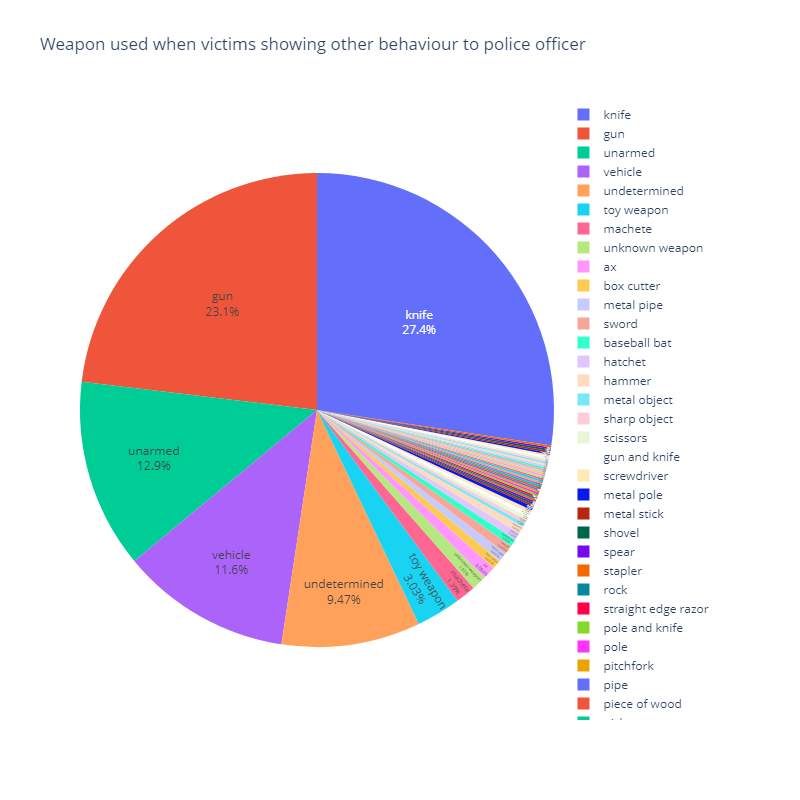 Weapon used when victims showing other behaviour to police officer
knife
27.4%
gun
23.1%
unarmed
12.9%
vehicle
11.6%
undetermined
9.47%
toy weapon
3.03%
machete
knife
gun
unarmed
vehicle
undetermined
toy weapon
machete
unknown weapon
ax
box cutter
metal pipe
sword
baseball bat
hatchet
hammer
metal object
sharp object
scissors
gun and knife
screwdriver
metal pole
metal stick
shovel
spear
stapler
rock
straight edge razor
pole and knife
pole
pitchfork
pipe
piece of wood